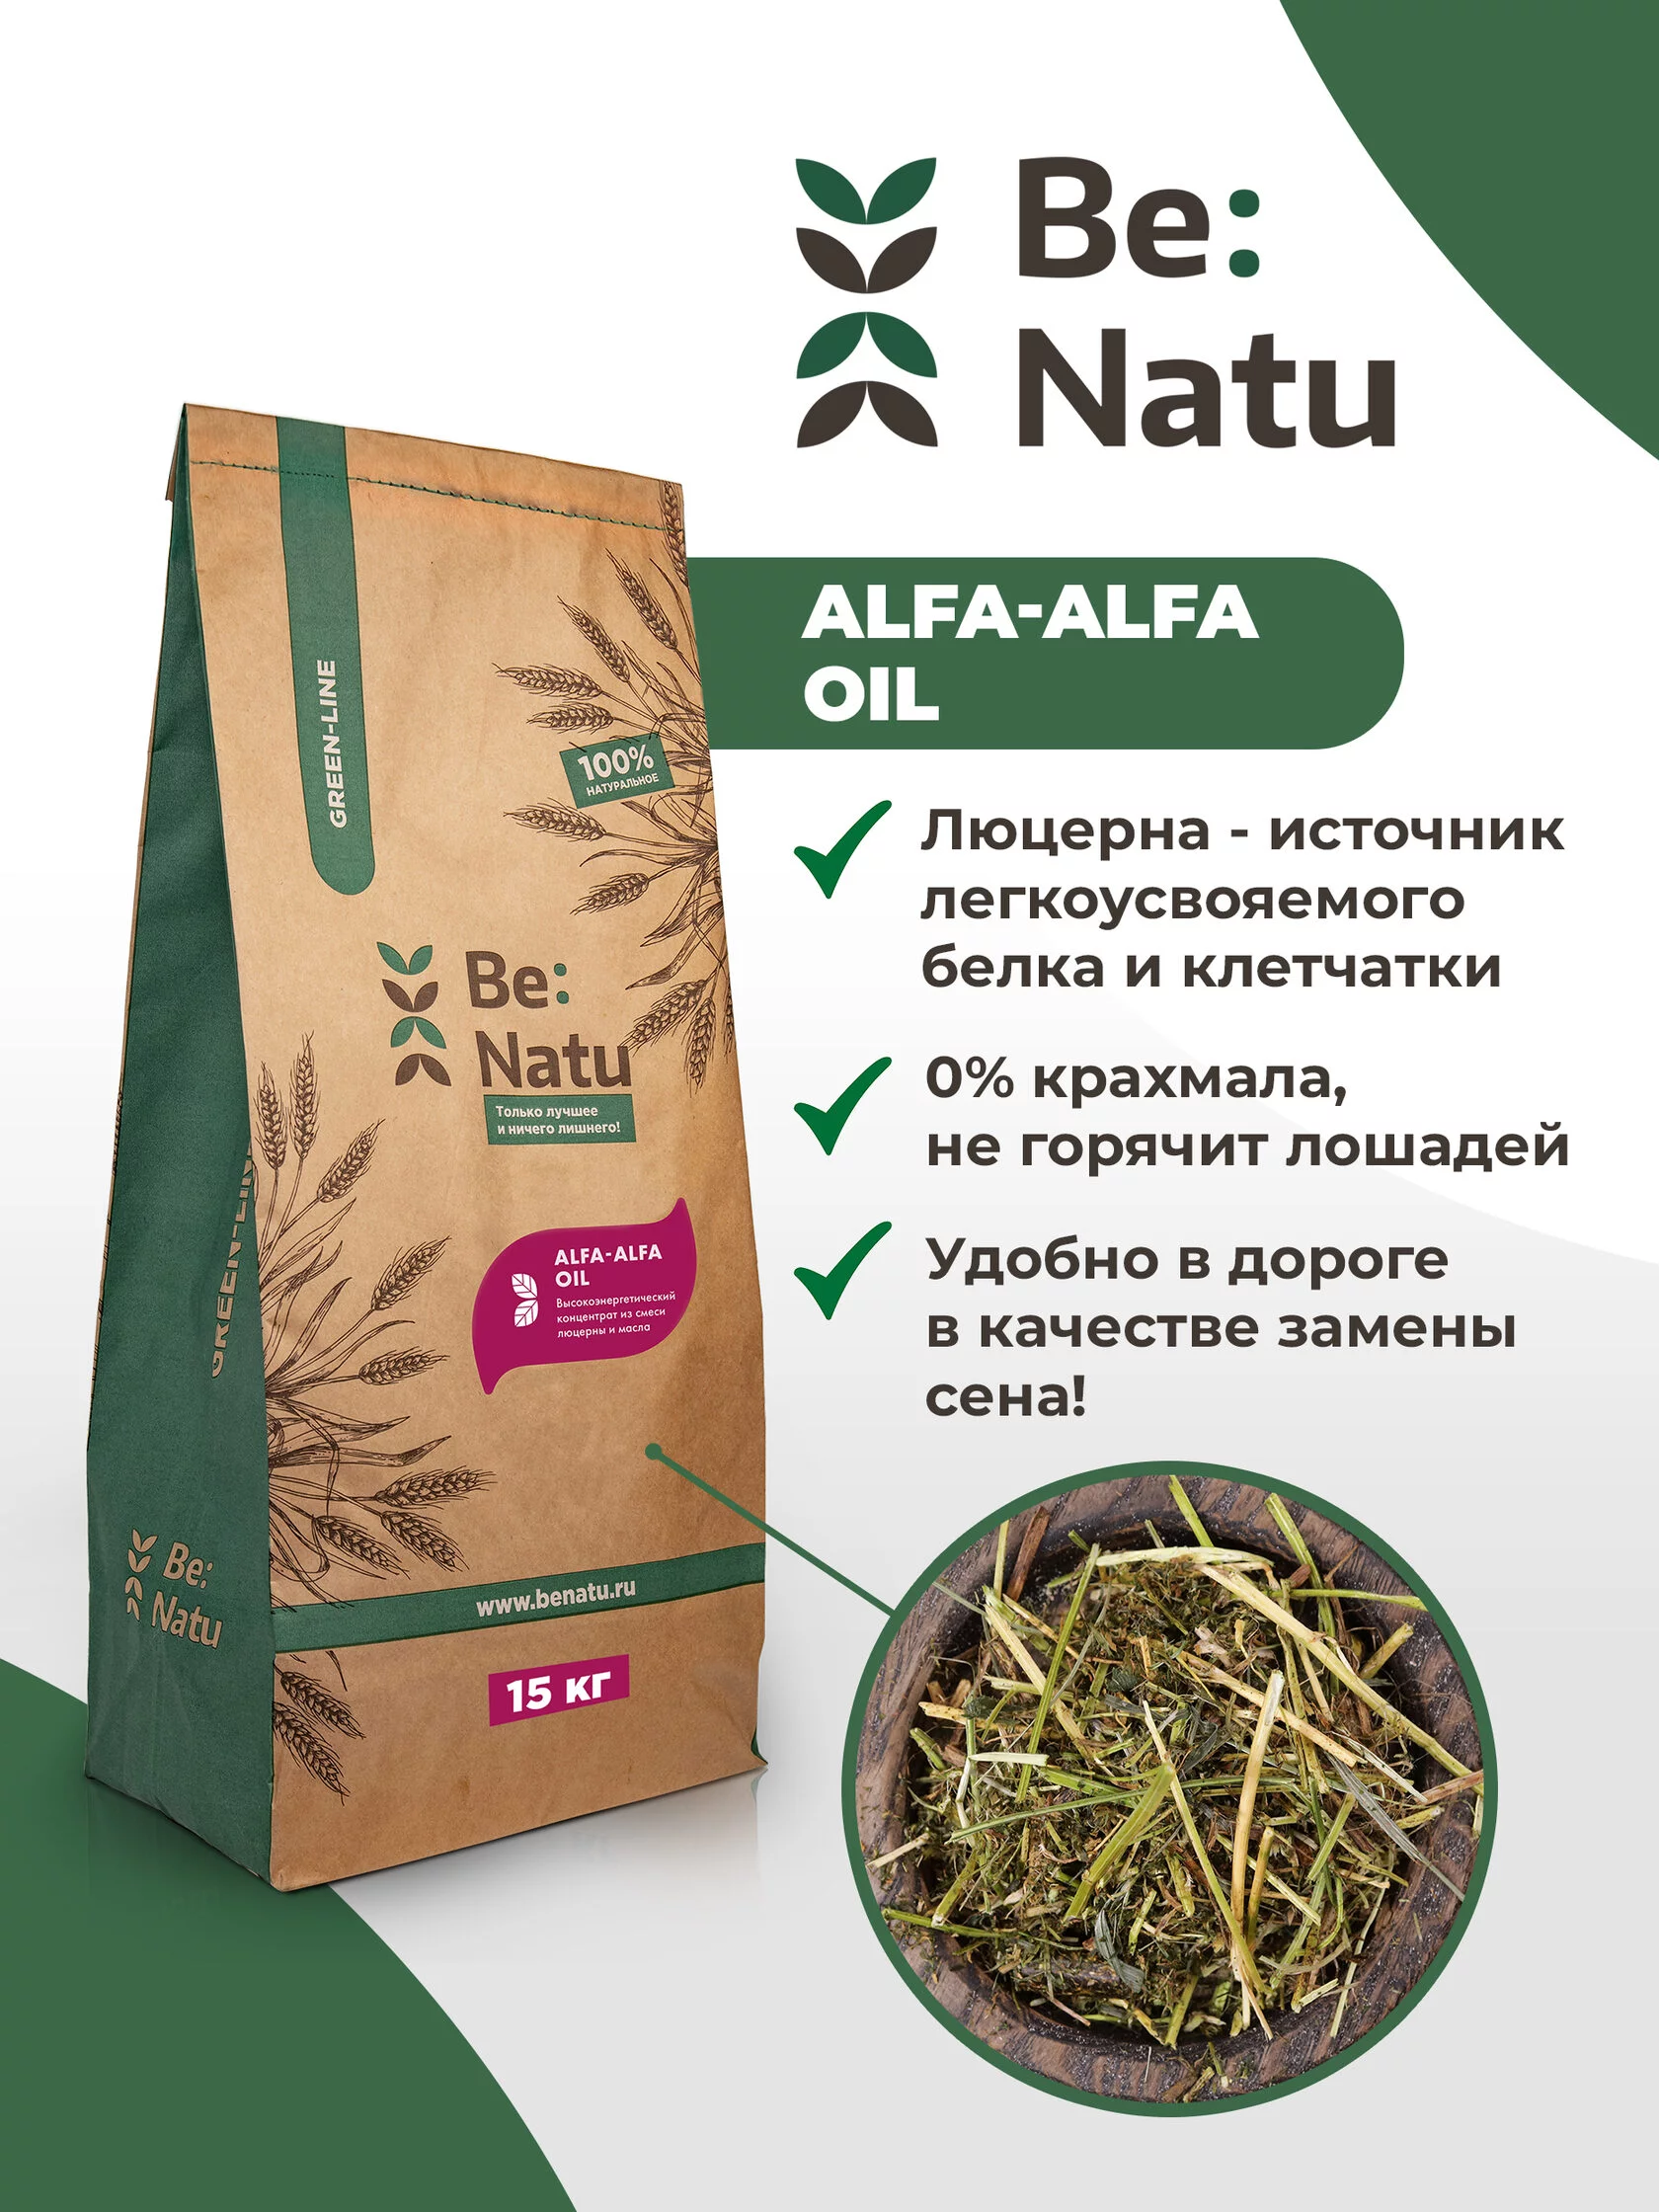 Be:
Natu
ALFA-ALFA
OIL
Люцерна - источник
легкоусвояемого
белка и клетчатки
0% крахмала,
не горячит лошадей
Удобно в дороге
в качестве замены
сена!
GREEN-LINE
100%
НАТУРАЛЬНОЕ
Be:
Natu
Только лучшее
и ничего лишнего!
ALFA-ALFA
OIL
Высокоэнергетический
концентрат из смеси
люцерны и масла
www.benatu.ru
15 кг
GREEN-LINE
Be:
Natu